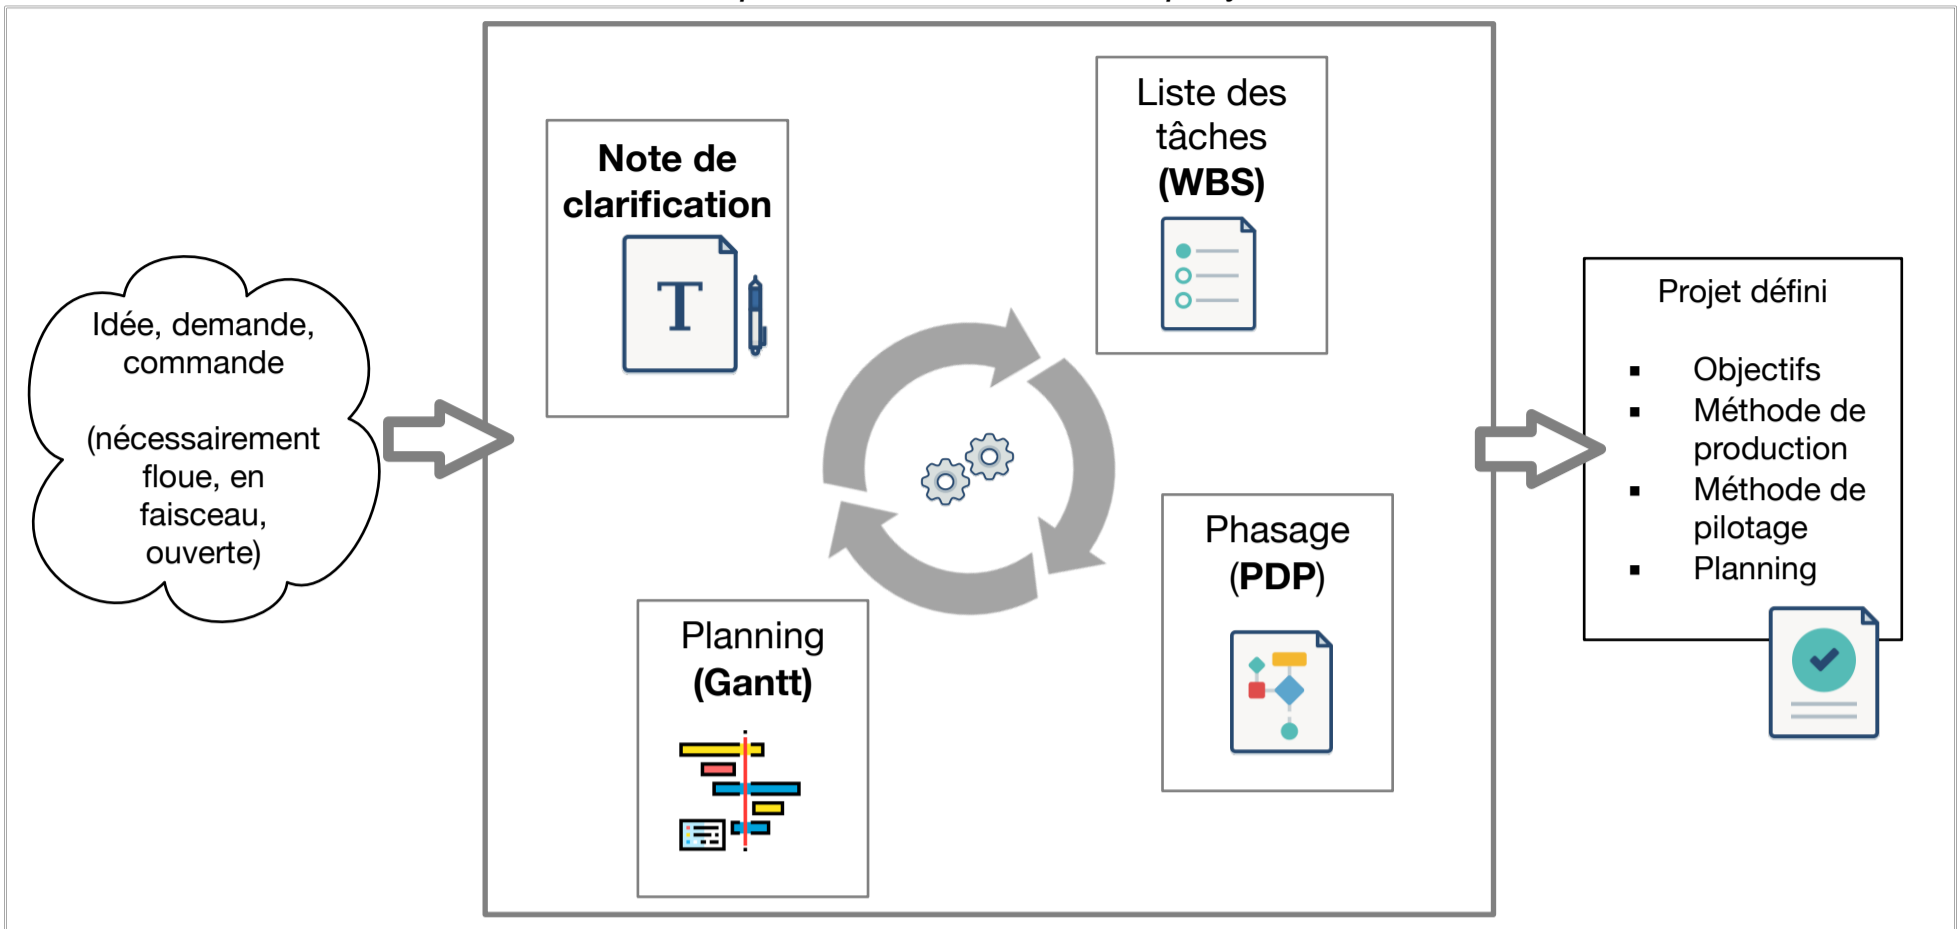 Idée, demande,
commande
(nécessairement
floue, en
faisceau,
ouverte)
Note de
clarification
T
Liste des
tâches
(WBS)
Phasage
(PDP)
Planning
(Gantt)
Projet défini
▪ Objectifs
▪ Méthode de
production
▪ Méthode de
pilotage
▪ Planning